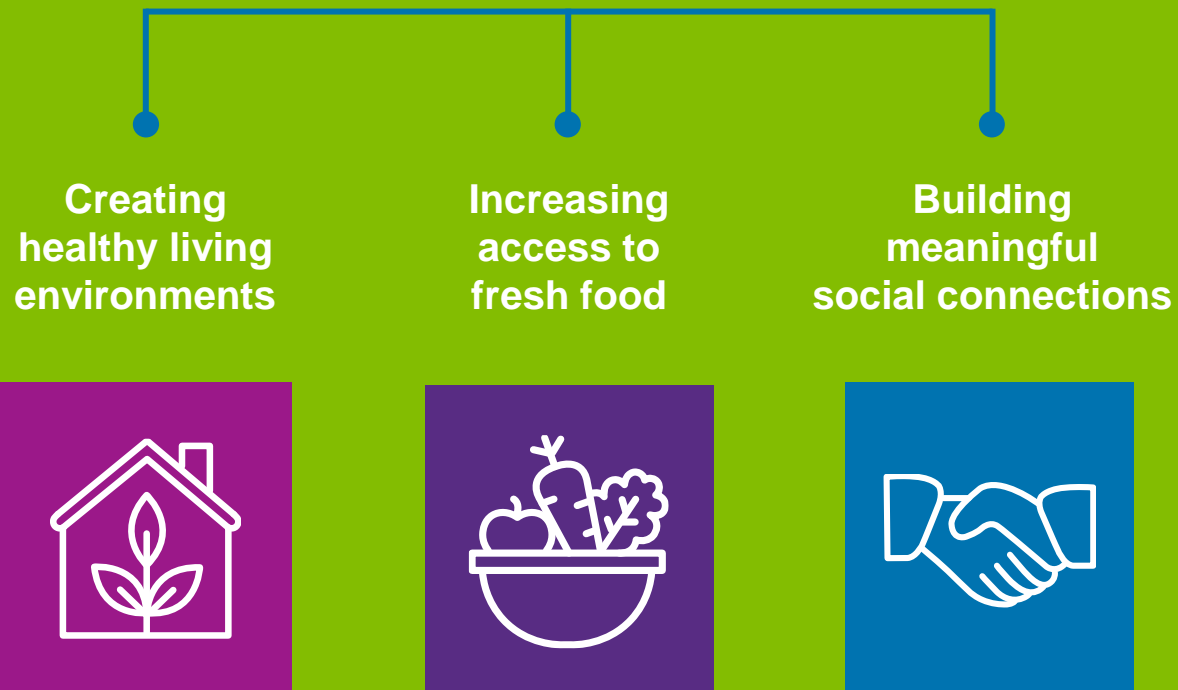 Creating
healthy living
environments
Increasing
access to
fresh food
Building
meaningful
social connections